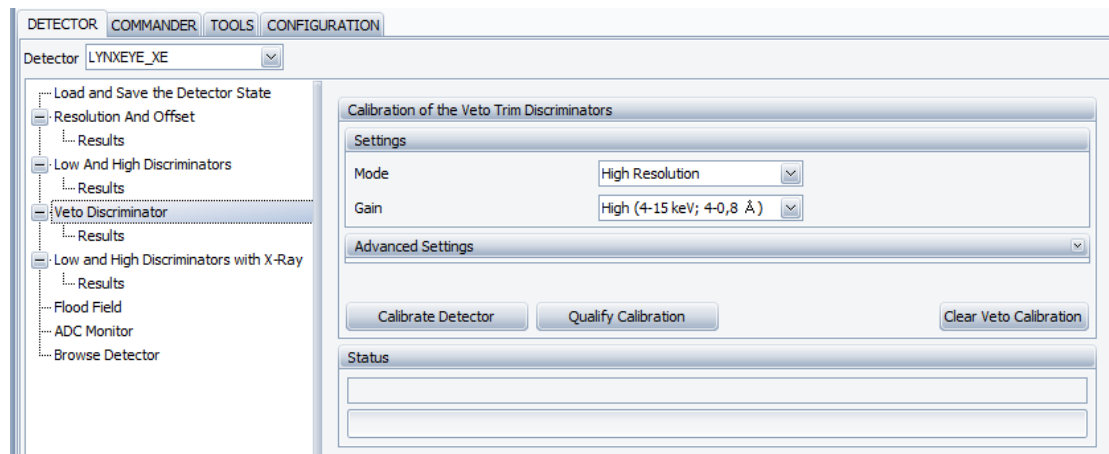 DETECTOR COMMANDER TOOLS CONFIGURATION
Detector LYNXEYE_XE
Load and Save the Detector State
Resolution And Offset
Results
Low And High Discriminators
Results
Veto Discriminator
Results
Low and High Discriminators with X-Ray
Results
Flood Field
ADC Monitor
Browse Detector
Calibration of the Veto Trim Discriminators
Settings
Mode High Resolution
Gain High (4-15 keV; 4-0,8 Å)
Advanced Settings
Calibrate Detector Qualify Calibration Clear Veto Calibration
Status